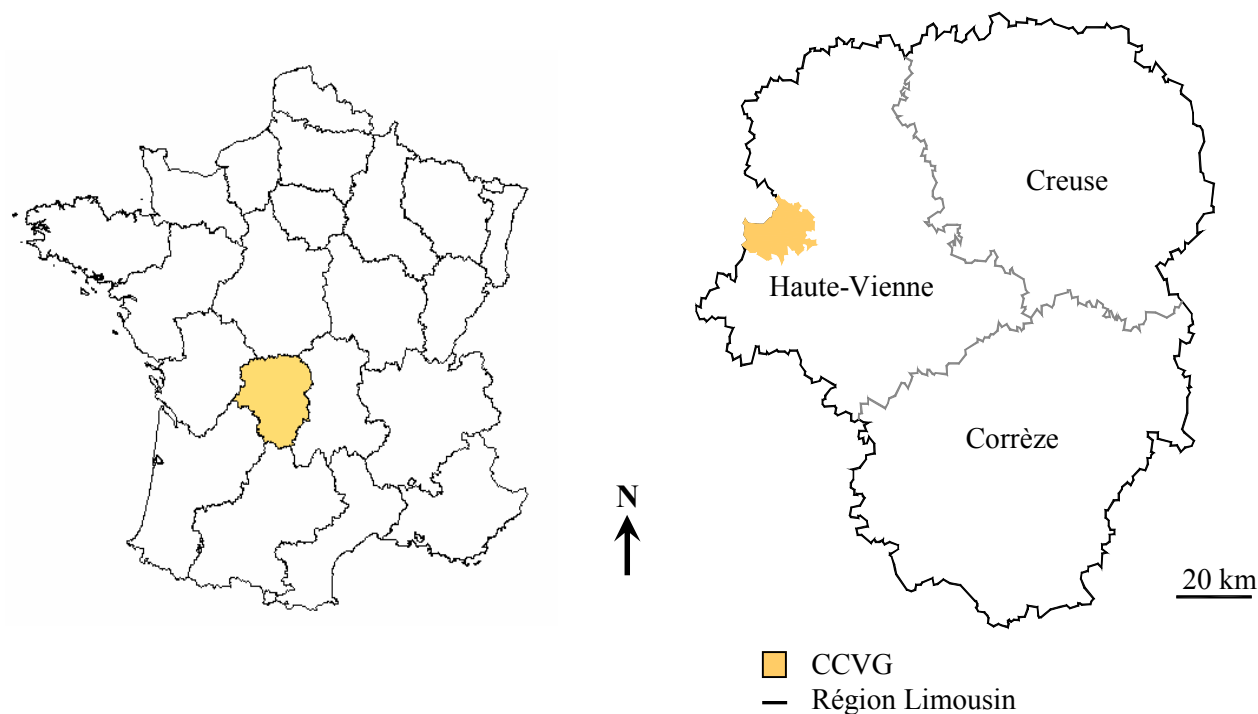 Creuse
Haute-Vienne
Corrèze
N
20 km
CCVG
Région Limousin